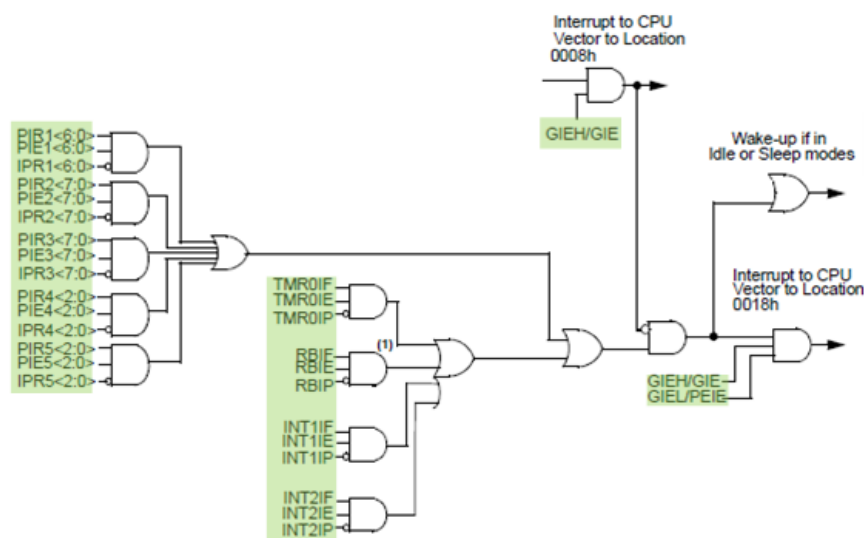 Interrupt to CPU
Vector to Location
0008h
GIEH/GIE
Wake-up if in
Idle or Sleep modes
PIR1<6:0>
PIE1<6:0>
IPR1<6:0>
PIR2<7:0>
PIE2<7:0>
IPR2<7:0>
PIR3<7:0>
PIE3<7:0>
IPR3<7:0>
PIR4<2:0>
PIE4<2:0>
IPR4<2:0>
PIR5<2:0>
PIE5<2:0>
IPR5<2:0>
TMR0IF
TMR0IE
TMR0IP
(1)
RBIF
RBIE
RBIP
INT1IF
INT1IE
INT1IP
INT2IF
INT2IE
INT2IP
Interrupt to CPU
Vector to Location
0018h
GIEH/GIE
GIEL/PEIE